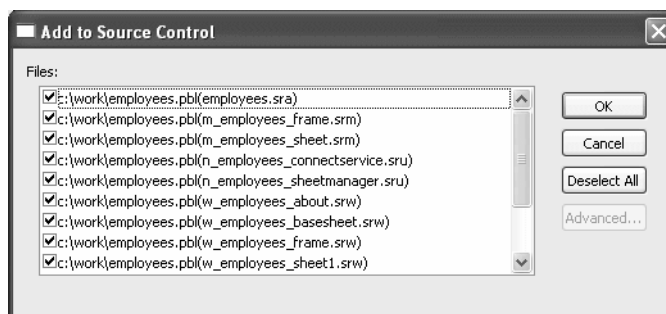 Add to Source Control
Files:
c:\work\employees.pbl(employees.sra)
c:\work\employees.pbl(m_employees_frame.srm)
c:\work\employees.pbl(m_employees_sheet.srm)
c:\work\employees.pbl(n_employees_connectservice.sru)
c:\work\employees.pbl(n_employees_sheetmanager.sru)
c:\work\employees.pbl(w_employees_about.srw)
c:\work\employees.pbl(w_employees_basesheet.srw)
c:\work\employees.pbl(w_employees_frame.srw)
c:\work\employees.pbl(w_employees_sheet1.srw)
OK
Cancel
Deselect All
Advanced...